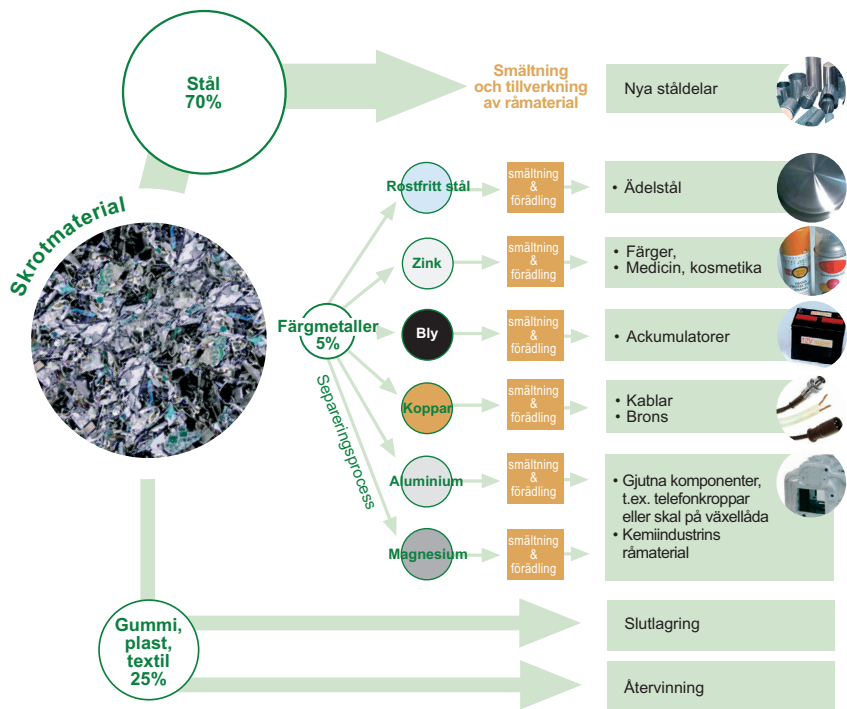 Stål
70%
Smältning
och tillverkning
av råmaterial
Nya ståldelar
Skrotmaterial
Rostfritt stål
smältning
&
förädling
• Ädelstål
Zink
smältning
&
förädling
• Färger,
• Medicin, kosmetika
Färgmetaller
5%
Bly
smältning
&
förädling
• Ackumulatorer
Separeringsprocess
Koppar
smältning
&
förädling
• Kablar
• Brons
Aluminium
smältning
&
förädling
• Gjutna komponenter,
t.ex. telefonkroppar
eller skal på växellåda
• Kemiindustrins
råmaterial
Magnesium
smältning
&
förädling
Gummi,
plast,
textil
25%
Slutlagring
Återvinning